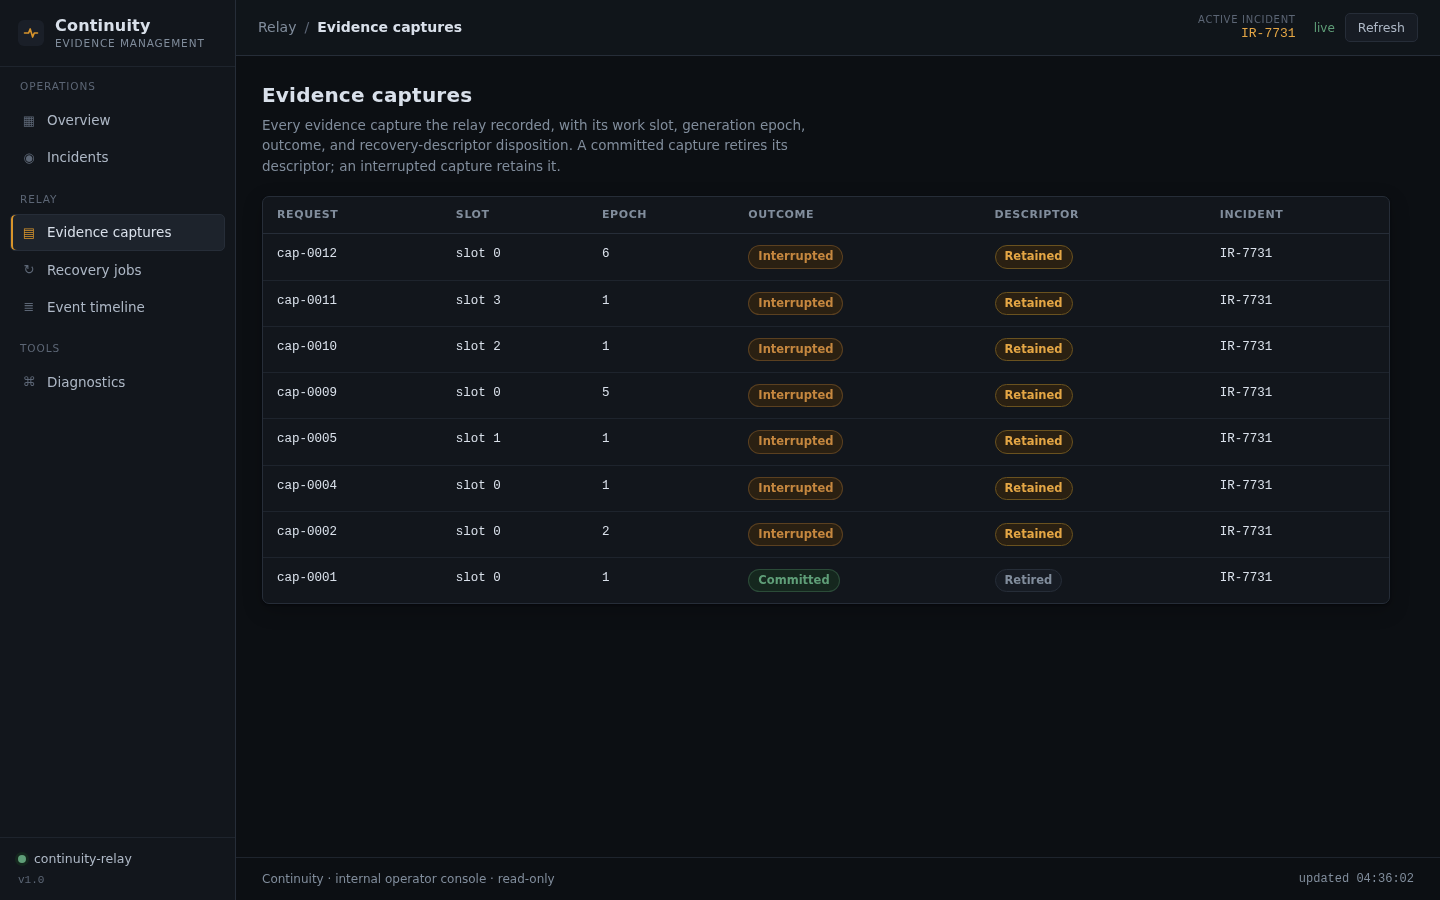 Continuity
EVIDENCE MANAGEMENT
OPERATIONS
Overview
Incidents
RELAY
Evidence captures
Recovery jobs
Event timeline
TOOLS
Diagnostics
continuity-relay
v1.0
Relay / Evidence captures
ACTIVE INCIDENT
IR-7731
live
Refresh
Evidence captures
Every evidence capture the relay recorded, with its work slot, generation epoch,
outcome, and recovery-descriptor disposition. A committed capture retires its
descriptor; an interrupted capture retains it.
REQUEST SLOT EPOCH OUTCOME DESCRIPTOR INCIDENT
cap-0012 slot 0 6 Interrupted Retained IR-7731
cap-0011 slot 3 1 Interrupted Retained IR-7731
cap-0010 slot 2 1 Interrupted Retained IR-7731
cap-0009 slot 0 5 Interrupted Retained IR-7731
cap-0005 slot 1 1 Interrupted Retained IR-7731
cap-0004 slot 0 1 Interrupted Retained IR-7731
cap-0002 slot 0 2 Interrupted Retained IR-7731
cap-0001 slot 0 1 Committed Retired IR-7731
Continuity · internal operator console · read-only
updated 04:36:02